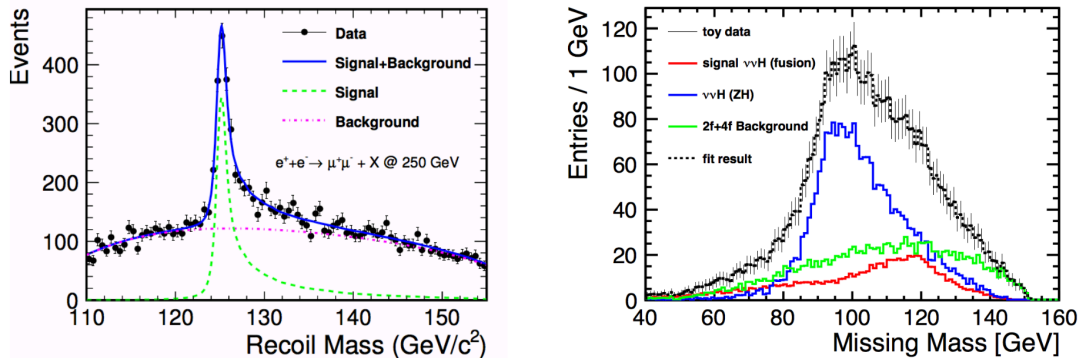 Events
400
300
200
100
0
Data
Signal+Background
Signal
Background
e⁺+e⁻→ μ⁺μ⁻ + X @ 250 GeV
110 120 130 140 150
Recoil Mass (GeV/c²)
Entries / 1 GeV
120
100
80
60
40
20
0
toy data
signal ννH (fusion)
ννH (ZH)
2f+4f Background
fit result
40 60 80 100 120 140 160
Missing Mass [GeV]